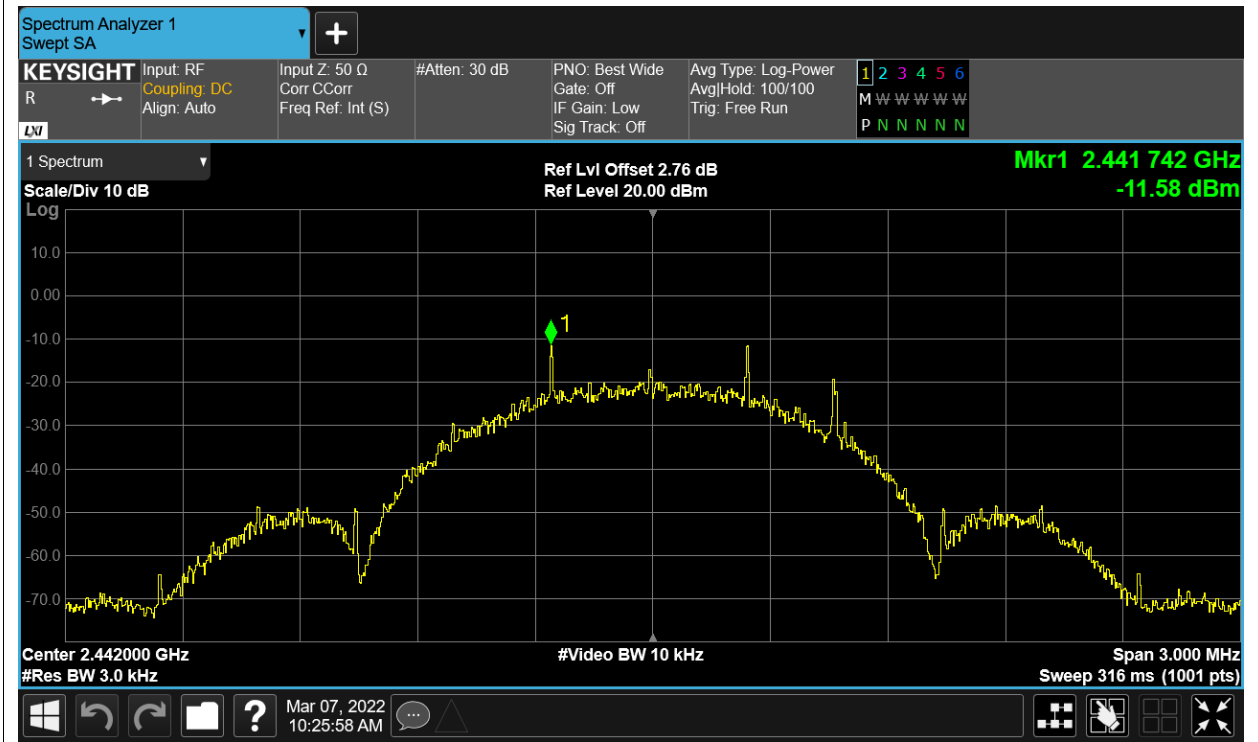 Spectrum Analyzer 1
Swept SA
▼
+
KEYSIGHT
R
LXI
Input: RF
Coupling: DC
Align: Auto
Input Z: 50 Ω
Corr CCorr
Freq Ref: Int (S)
#Atten: 30 dB
PNO: Best Wide
Gate: Off
IF Gain: Low
Sig Track: Off
Avg Type: Log-Power
Avg|Hold: 100/100
Trig: Free Run
1 2 3 4 5 6
M W W W W W
P N N N N N
1 Spectrum ▼
Scale/Div 10 dB
Ref Lvl Offset 2.76 dB
Ref Level 20.00 dBm
Mkr1 2.441 742 GHz
-11.58 dBm
Log
10.0
0.00
-10.0
-20.0
-30.0
-40.0
-50.0
-60.0
-70.0
1
Center 2.442000 GHz
#Res BW 3.0 kHz
#Video BW 10 kHz
Span 3.000 MHz
Sweep 316 ms (1001 pts)
?
Mar 07, 2022
10:25:58 AM